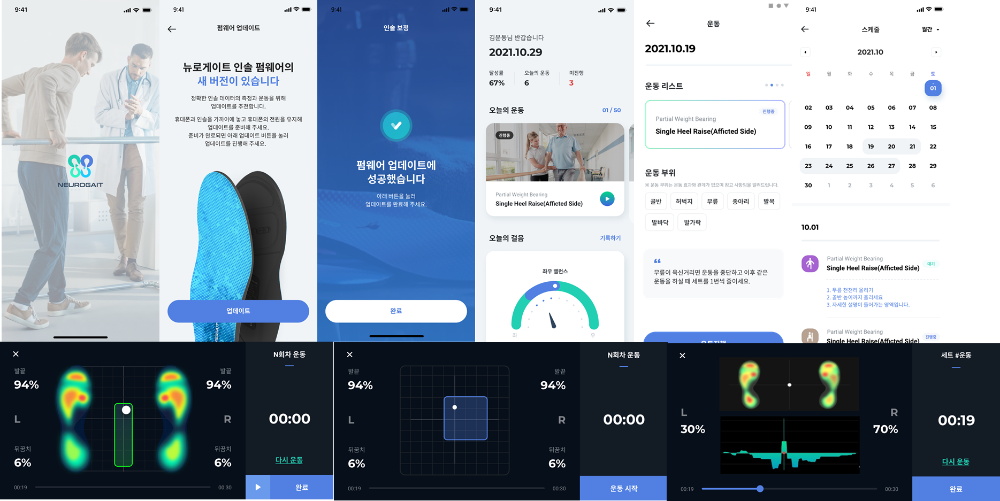 9:41
NEUROGAIT
9:41
펌웨어 업데이트
뉴로게이트 인솔 펌웨어의
새 버전이 있습니다
정확한 인솔 데이터의 측정과 운동을 위해
업데이트를 추천합니다.
휴대폰과 인솔을 가까이에 놓고 휴대폰의 전원을 유지해
업데이트를 준비해 주세요.
준비가 완료되면 아래 업데이트 버튼을 눌러
업데이트를 진행해 주세요.
업데이트
9:41
인솔 보정
펌웨어 업데이트에
성공했습니다
아래 버튼을 눌러
업데이트를 완료해 주세요.
완료
9:41
김운동님 반갑습니다
2021.10.29
달성률 오늘의 운동 미진행
67% 6 3
오늘의 운동 01 / 50
진행중
Partial Weight Bearing
Single Heel Raise(Afficted Side)
오늘의 걸음 기록하기
좌우 밸런스
좌 우
운동
2021.10.19
운동 리스트
진행중
Partial Weight Bearing
Single Heel Raise(Afficted Side)
운동 부위
※ 운동 부위는 운동 효과와 관계가 없으며 참고 사항임을 알려드립니다.
골반 허벅지 무릎 종아리 발목
발바닥 발가락
“
무릎이 욱신거리면 운동을 중단하고 이후 같은
운동을 하실 때 세트를 1번씩 줄이세요.
9:41
스케줄 월간
2021.10
일 월 화 수 목 금 토
01
02 03 04 05 06 07 08
09 10 11 12 13 14 15
16 17 18 19 20 21 22
23 24 25 26 27 28 29
30 1 2 3 4 5 6
10.01
Partial Weight Bearing
Single Heel Raise(Afficted Side) 대기
1. 무릎 천천리 올리기
2. 골반 높이까지 올리세요
3. 자세한 설명이 들어가는 영역입니다.
Partial Weight Bearing
Single Heel Raise(Afficted Side) 진행중
N회차 운동
발끝 발끝
94% 94%
L R
00:00
뒤꿈치 뒤꿈치
6% 6%
다시 운동
00:19 00:30
완료
N회차 운동
발끝 발끝
94% 94%
L R
00:00
뒤꿈치 뒤꿈치
6% 6%
00:19 00:30
운동 시작
세트 #운동
L R
30% 70%
00:19
다시 운동
00:19 00:30
완료